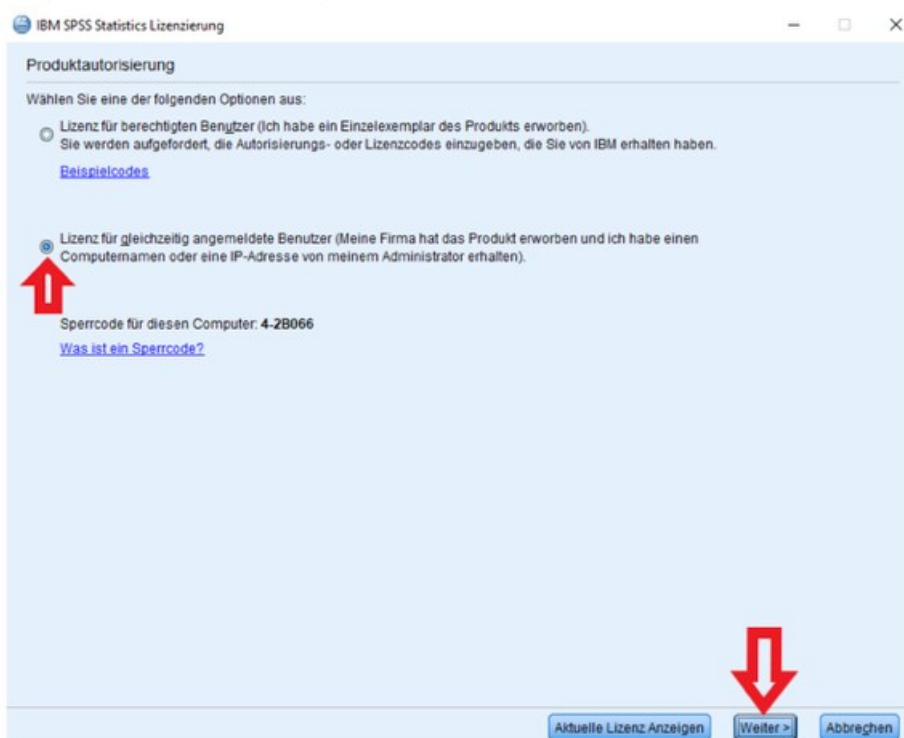 IBM SPSS Statistics Lizenzierung
Produktautorisierung
Wählen Sie eine der folgenden Optionen aus:
Lizenz für berechtigten Benutzer (Ich habe ein Einzelexemplar des Produkts erworben).
Sie werden aufgefordert, die Autorisierungs- oder Lizenzcodes einzugeben, die Sie von IBM erhalten haben.
Beispielcodes
Lizenz für gleichzeitig angemeldete Benutzer (Meine Firma hat das Produkt erworben und ich habe einen
Computernamen oder eine IP-Adresse von meinem Administrator erhalten).
Sperrcode für diesen Computer: 4-2B066
Was ist ein Sperrcode?
Aktuelle Lizenz Anzeigen Weiter > Abbrechen